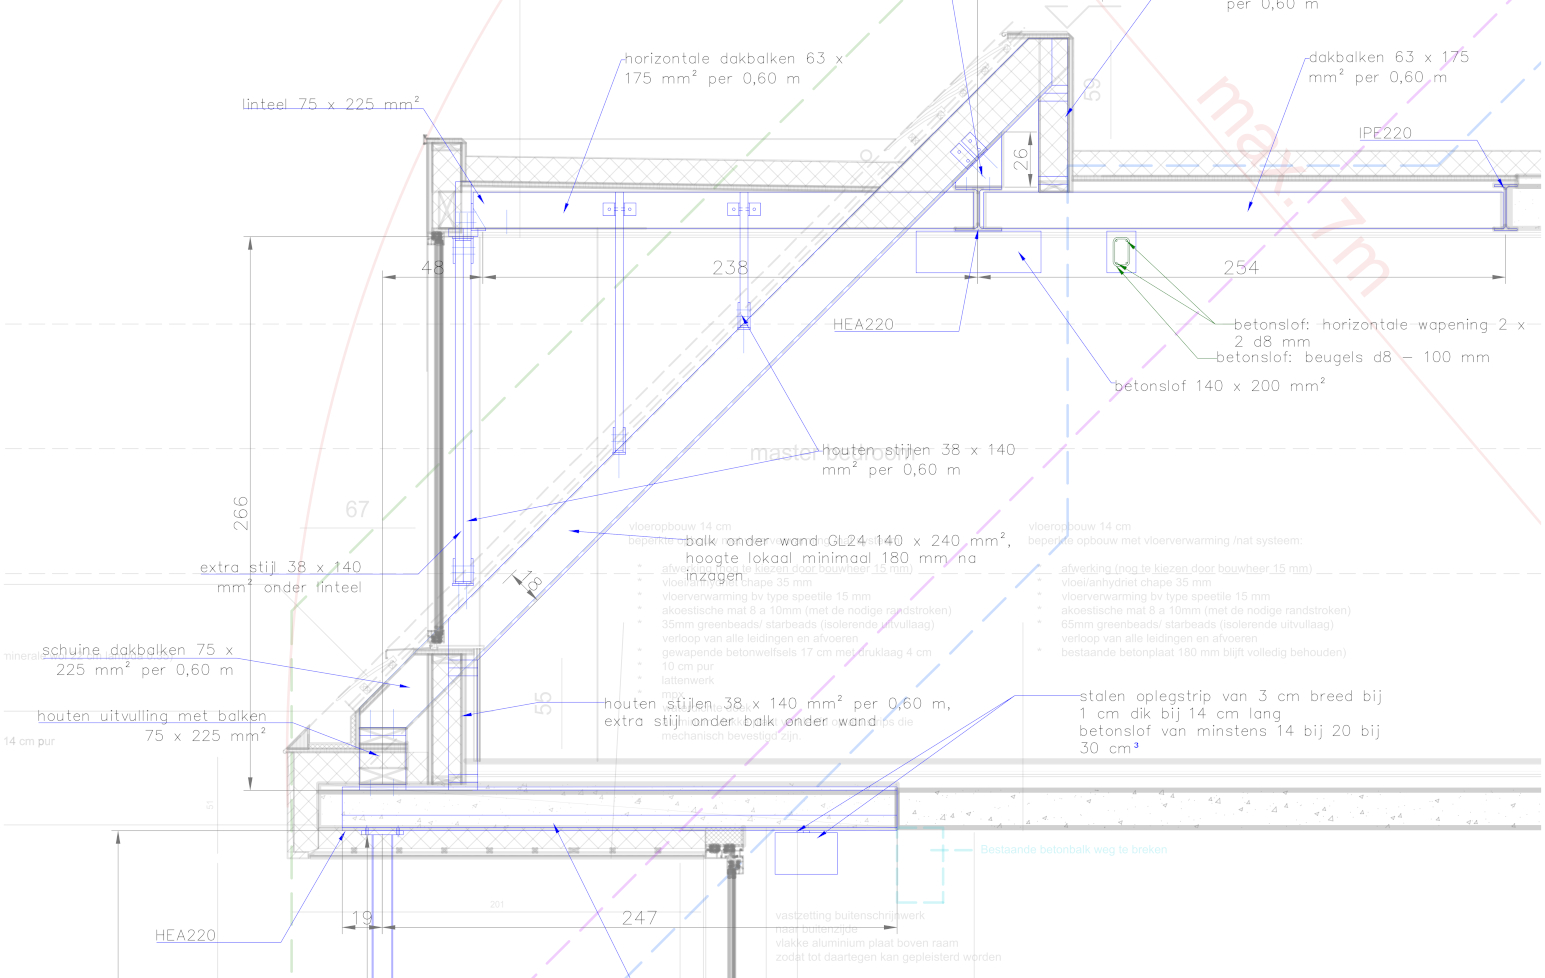 per 0,60 m
horizontale dakbalken 63 x
175 mm² per 0,60 m
dakbalken 63 x 175
mm² per 0,60 m
linteel 75 x 225 mm²
59
max. 7m
IPE220
26
48
238
254
HEA220
betonslof: horizontale wapening 2 x
2 d8 mm
betonslof: beugels d8 – 100 mm
betonslof 140 x 200 mm²
master bedroom
houten stijlen 38 x 140
mm² per 0,60 m
266
67
vloeropbouw 14 cm
vloeropbouw 14 cm
beperkte opbouw met vloerverwarming /nat systeem:
balk onder wand GL24 140 x 240 mm²,
hoogte lokaal minimaal 180 mm na
inzagen
extra stijl 38 x 140
mm² onder linteel
18
afwerking (nog te kiezen door bouwheer 15 mm)
vloei/anhydriet chape 35 mm
vloerverwarming bv type speetile 15 mm
akoestische mat 8 a 10mm (met de nodige randstroken)
35mm greenbeads/ starbeads (isolerende uitvullaag)
verloop van alle leidingen en afvoeren
gewapende betonwelfsels 17 cm met druklaag 4 cm
10 cm pur
lattenwerk
mpx
afwerking (nog te kiezen door bouwheer 15 mm)
vloei/anhydriet chape 35 mm
vloerverwarming bv type speetile 15 mm
akoestische mat 8 a 10mm (met de nodige randstroken)
65mm greenbeads/ starbeads (isolerende uitvullaag)
verloop van alle leidingen en afvoeren
bestaande betonplaat 180 mm blijft volledig behouden)
schuine dakbalken 75 x
225 mm² per 0,60 m
houten uitvulling met balken
75 x 225 mm²
14 cm pur
55
houten stijlen 38 x 140 mm² per 0,60 m,
extra stijl onder balk onder wand
mechanisch bevestigd zijn
stalen oplegstrip van 3 cm breed bij
1 cm dik bij 14 cm lang
betonslof van minstens 14 bij 20 bij
30 cm³
51
Bestaande betonbalk weg te breken
201
19
247
HEA220
vastzetting buitenschrijnwerk
naar buitenzijde
vlakke aluminium plaat boven raam
zodat tot daartegen kan gepleisterd worden